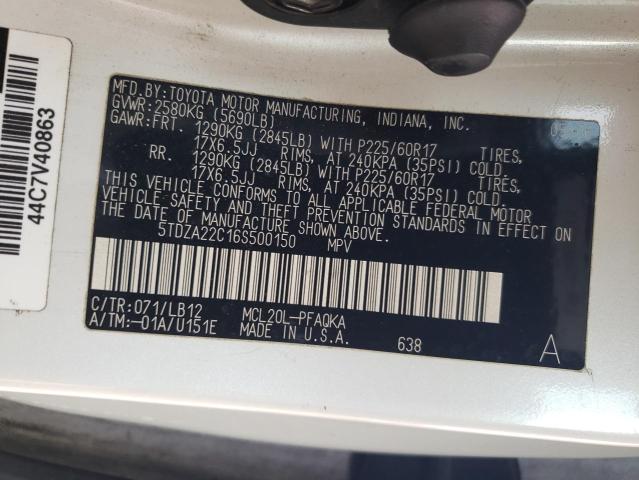 MFD.BY:TOYOTA MOTOR MANUFACTURING, INDIANA, INC.
GVWR:2580KG (5690LB)
GAWR:FRT. 1290KG (2845LB) WITH P225/60R17 TIRES,
17X6.5JJ RIMS, AT 240KPA (35PSI) COLD.
RR. 1290KG (2845LB) WITH P225/60R17 TIRES,
17X6.5JJ RIMS, AT 240KPA (35PSI) COLD.
THIS VEHICLE CONFORMS TO ALL APPLICABLE FEDERAL MOTOR
VEHICLE SAFETY AND THEFT PREVENTION STANDARDS IN EFFECT ON
THE DATE OF MANUFACTURE SHOWN ABOVE.
5TDZA22C16S500150 MPV
C/TR:071/LB12 MCL20L-PFAQKA
A/TM:-01A/U151E MADE IN U.S.A.
638 A
44C7V40863